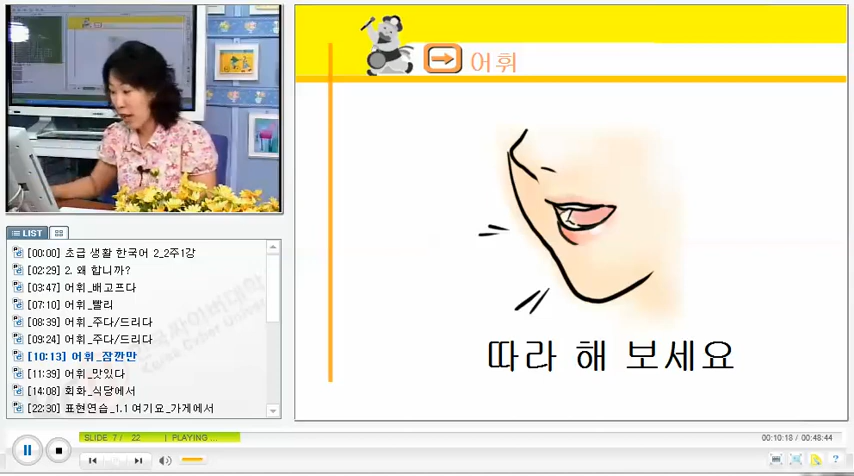 어휘
따라 해 보세요
LIST
[00:00] 초급 생활 한국어 2_2주1강
[02:29] 2. 왜 합니까?
[03:47] 어휘_배고프다
[07:10] 어휘_빨리
[08:39] 어휘_주다/드리다
[09:24] 어휘_주다/드리다
[10:13] 어휘_잠깐만
[11:39] 어휘_맛있다
[14:08] 회화_식당에서
[22:30] 표현연습_1.1 여기요_가게에서
SLIDE 7 / 22 | PLAYING ...
00:10:18 / 00:48:44